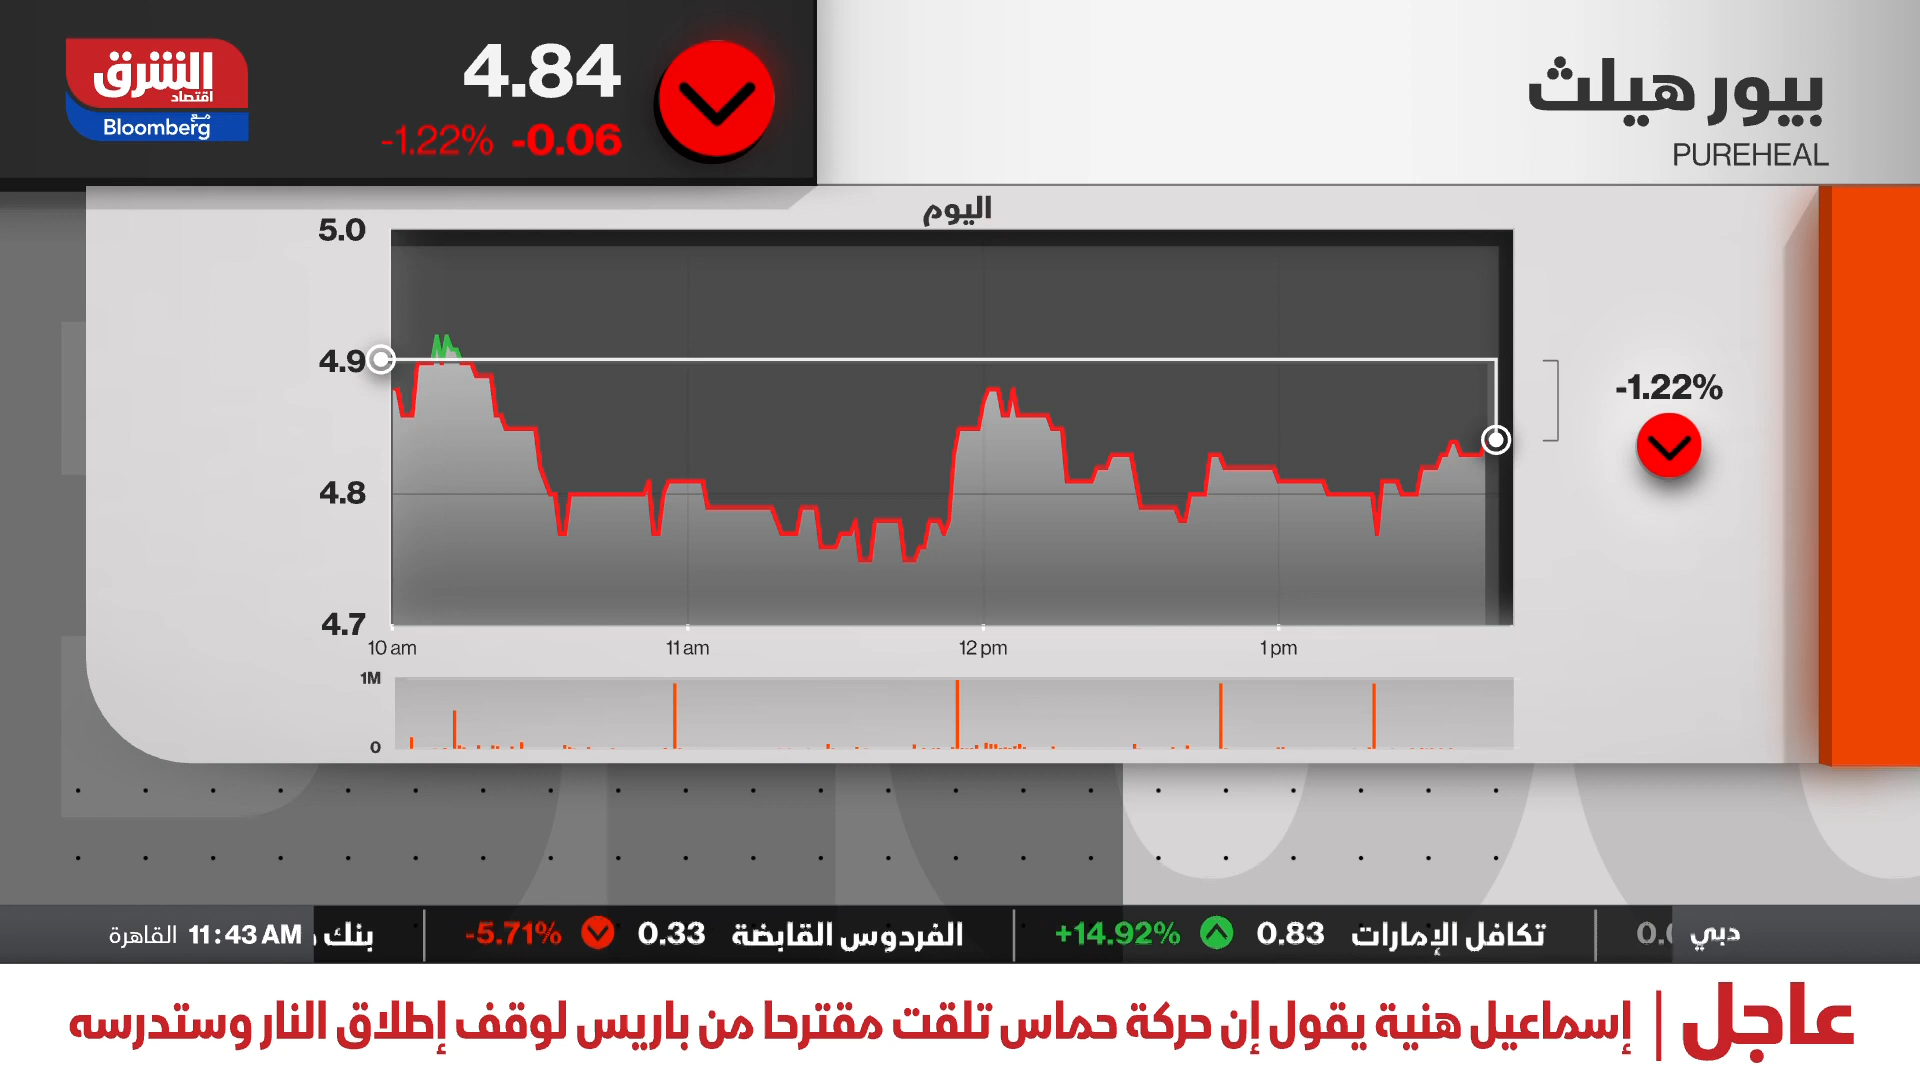 الشرق
اقتصاد
مع
Bloomberg
4.84
-1.22% -0.06
بيور هيلث
PUREHEAL
اليوم
5.0
4.9
4.8
4.7
10 am
11 am
12 pm
1 pm
-1.22%
1M
0
دبي
تكافل الإمارات 0.83 +14.92%
الفردوس القابضة 0.33 -5.71%
بنك
11:43 AM القاهرة
عاجل | إسماعيل هنية يقول إن حركة حماس تلقت مقترحا من باريس لوقف إطلاق النار وستدرسه